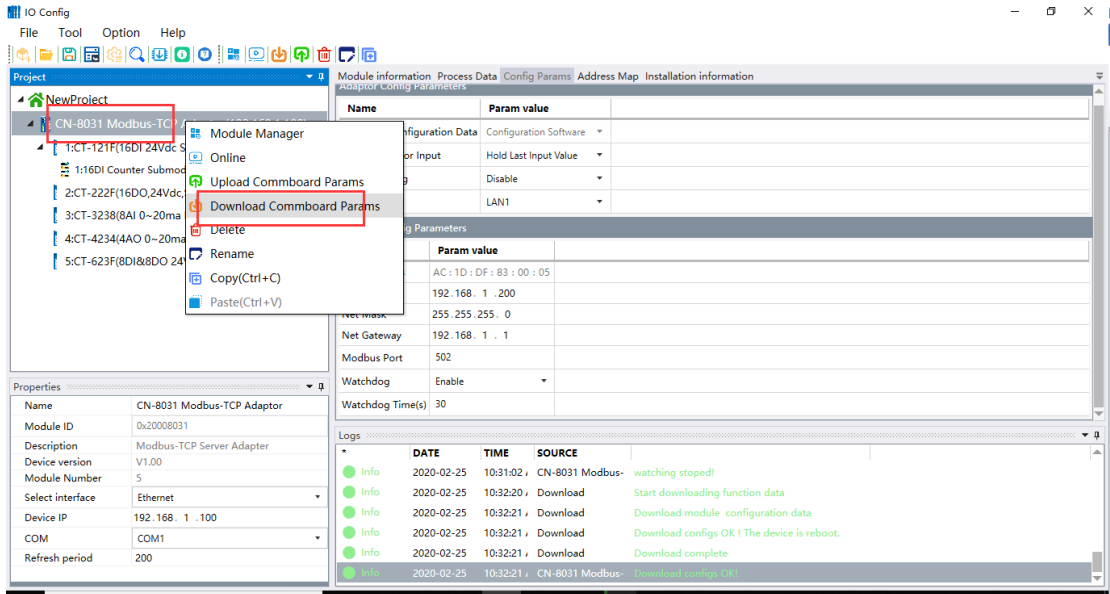 IO Config
File Tool Option Help
Project
NewProject
CN-8031 Modbus-TCP
1:CT-121F(16DI 24Vdc S
1:16DI Counter Submod
2:CT-222F(16DO,24Vdc,
3:CT-3238(8AI 0~20ma
4:CT-4234(4AO 0~20ma
5:CT-623F(8DI&8DO 24V
Module Manager
Online
Upload Commboard Params
Download Commboard Params
Delete
Rename
Copy(Ctrl+C)
Paste(Ctrl+V)
Module information Process Data Config Params Address Map Installation information
Adaptor Config Parameters
Name Param value
figuration Data Configuration Software
or Input Hold Last Input Value
g Disable
LAN1
g Parameters
Param value
AC : 1D : DF : 83 : 00 : 05
192.168. 1 .200
Net Mask 255.255.255. 0
Net Gateway 192.168. 1 . 1
Modbus Port 502
Watchdog Enable
Watchdog Time(s) 30
Properties
Name CN-8031 Modbus-TCP Adaptor
Module ID 0x20008031
Description Modbus-TCP Server Adapter
Device version V1.00
Module Number 5
Select interface Ethernet
Device IP 192.168. 1 .100
COM COM1
Refresh period 200
Logs
* DATE TIME SOURCE
Info 2020-02-25 10:31:02 CN-8031 Modbus- watching stoped!
Info 2020-02-25 10:32:20 Download Start downloading function data
Info 2020-02-25 10:32:21 Download Download module configuration data
Info 2020-02-25 10:32:21 Download Download configs OK ! The device is reboot.
Info 2020-02-25 10:32:21 Download Download complete
Info 2020-02-25 10:32:21 CN-8031 Modbus- Download configs OK!